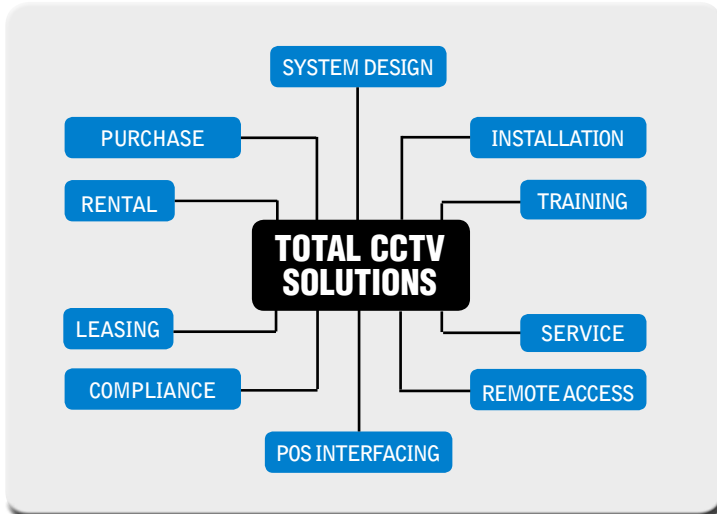 SYSTEM DESIGN
PURCHASE
INSTALLATION
RENTAL
TRAINING
TOTAL CCTV
SOLUTIONS
LEASING
SERVICE
COMPLIANCE
REMOTE ACCESS
POS INTERFACING